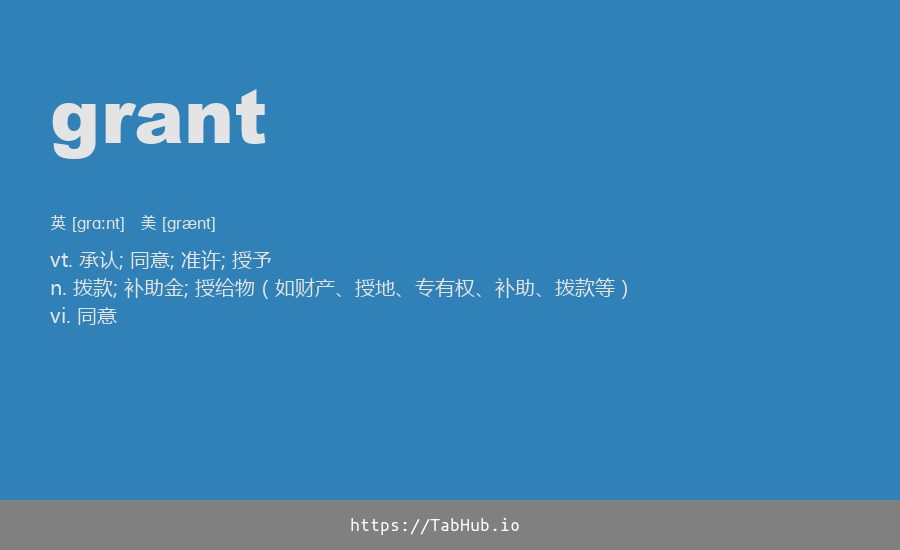 grant
英 [grɑːnt] 美 [grænt]
vt. 承认; 同意; 准许; 授予
n. 拨款; 补助金; 授给物（如财产、授地、专有权、补助、拨款等）
vi. 同意
https://TabHub.io